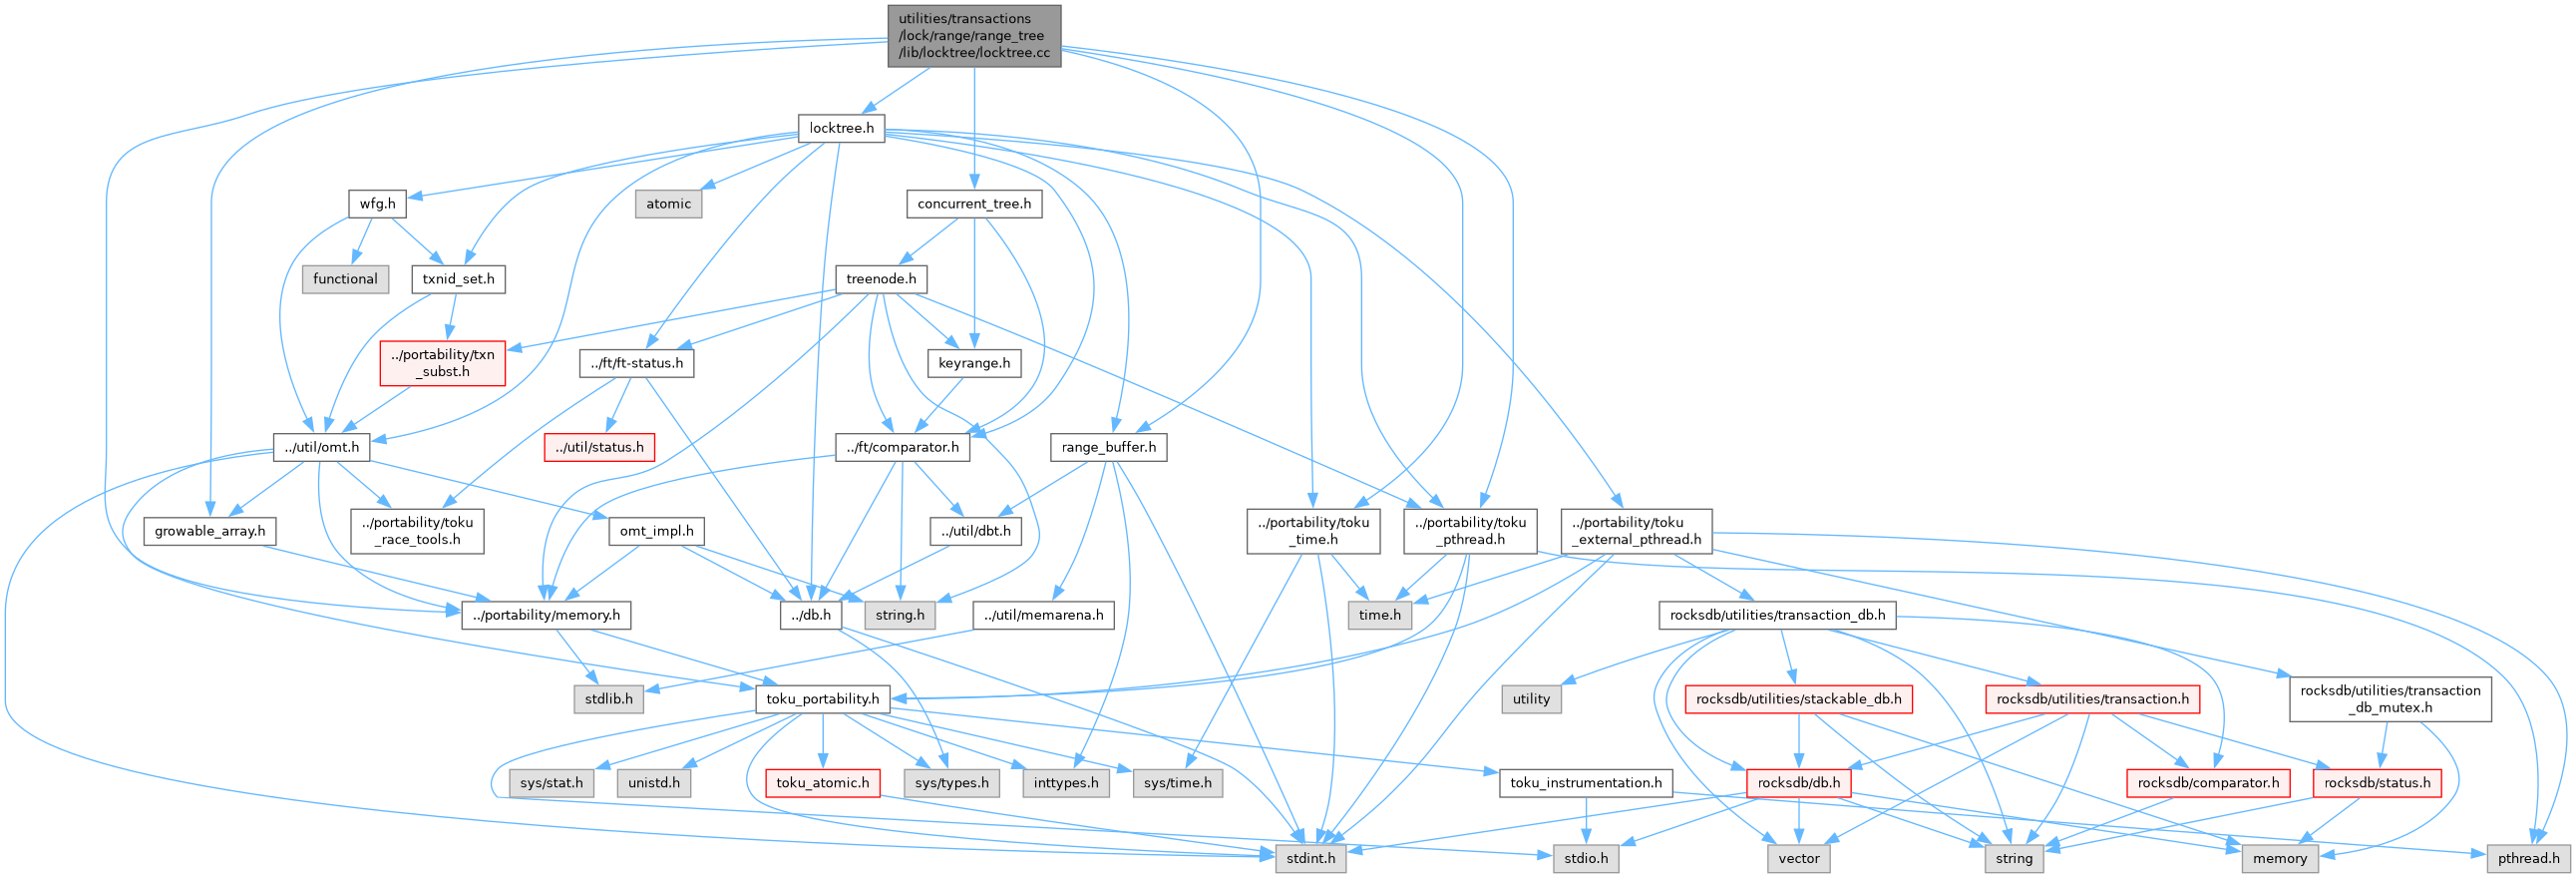 utilities/transactions
/lock/range/range_tree
/lib/locktree/locktree.cc
locktree.h
wfg.h
atomic
concurrent_tree.h
functional
txnid_set.h
treenode.h
../portability/txn
_subst.h
../ft/ft-status.h
keyrange.h
../util/omt.h
../util/status.h
../ft/comparator.h
range_buffer.h
growable_array.h
../portability/toku
_race_tools.h
omt_impl.h
../util/dbt.h
../portability/toku
_time.h
../portability/toku
_pthread.h
../portability/toku
_external_pthread.h
../portability/memory.h
../db.h
string.h
../util/memarena.h
time.h
rocksdb/utilities/transaction_db.h
stdlib.h
toku_portability.h
utility
rocksdb/utilities/stackable_db.h
rocksdb/utilities/transaction.h
rocksdb/utilities/transaction
_db_mutex.h
sys/stat.h
unistd.h
toku_atomic.h
sys/types.h
inttypes.h
sys/time.h
toku_instrumentation.h
rocksdb/db.h
rocksdb/comparator.h
rocksdb/status.h
stdint.h
stdio.h
vector
string
memory
pthread.h